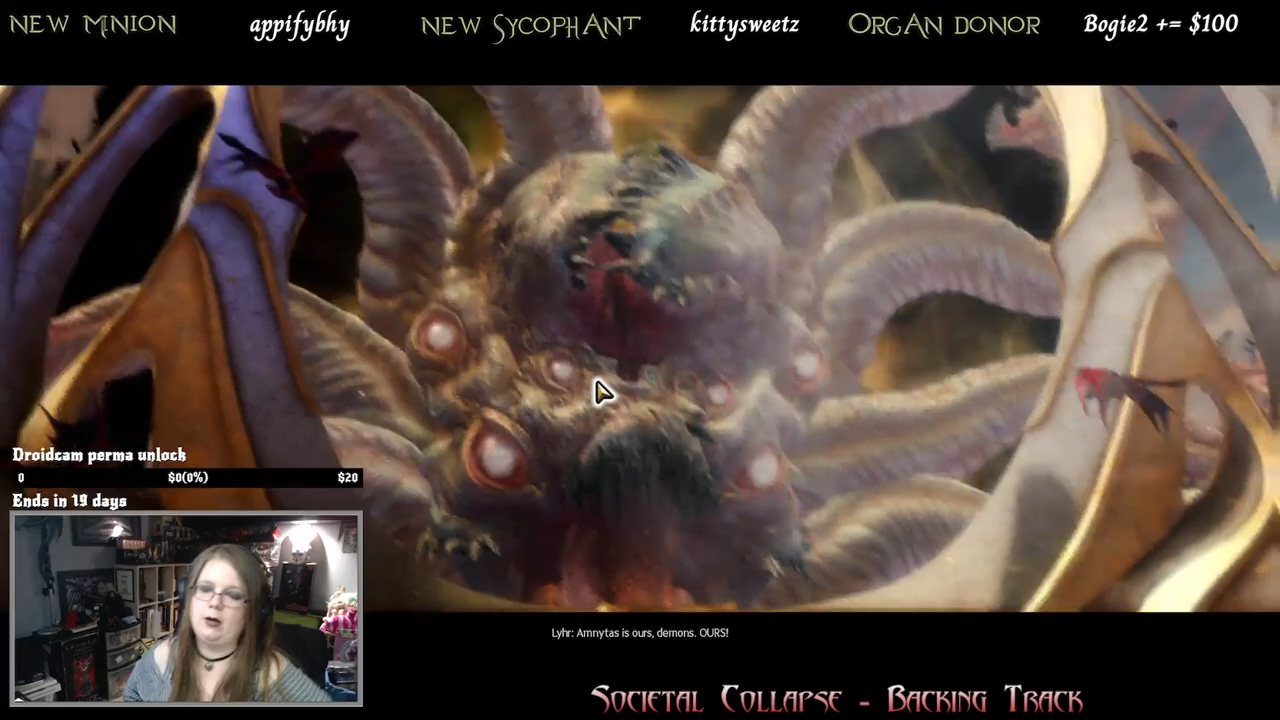 NEW MINION appifybhy NEW SYCOPHANT kittysweetz ORGAN DONOR Bogie2 += $100
Droidcam perma unlock
0 $0(0%) $20
Ends in 19 days
Lyhr: Amnytas is ours, demons. OURS!
SOCIETAL COLLAPSE - BACKING TRACK